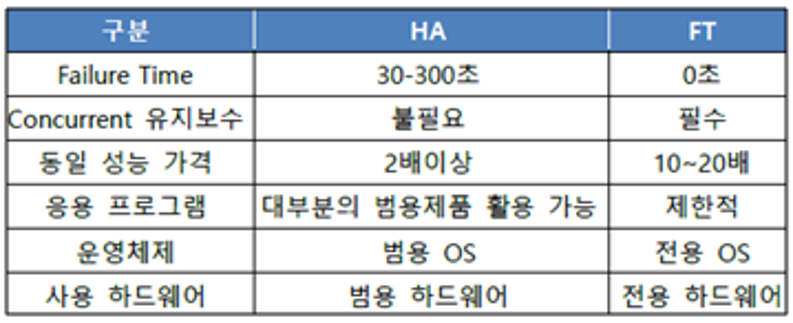 구분 HA FT
Failure Time 30-300초 0초
Concurrent 유지보수 불필요 필수
동일 성능 가격 2배이상 10~20배
응용 프로그램 대부분의 범용제품 활용 가능 제한적
운영체제 범용 OS 전용 OS
사용 하드웨어 범용 하드웨어 전용 하드웨어